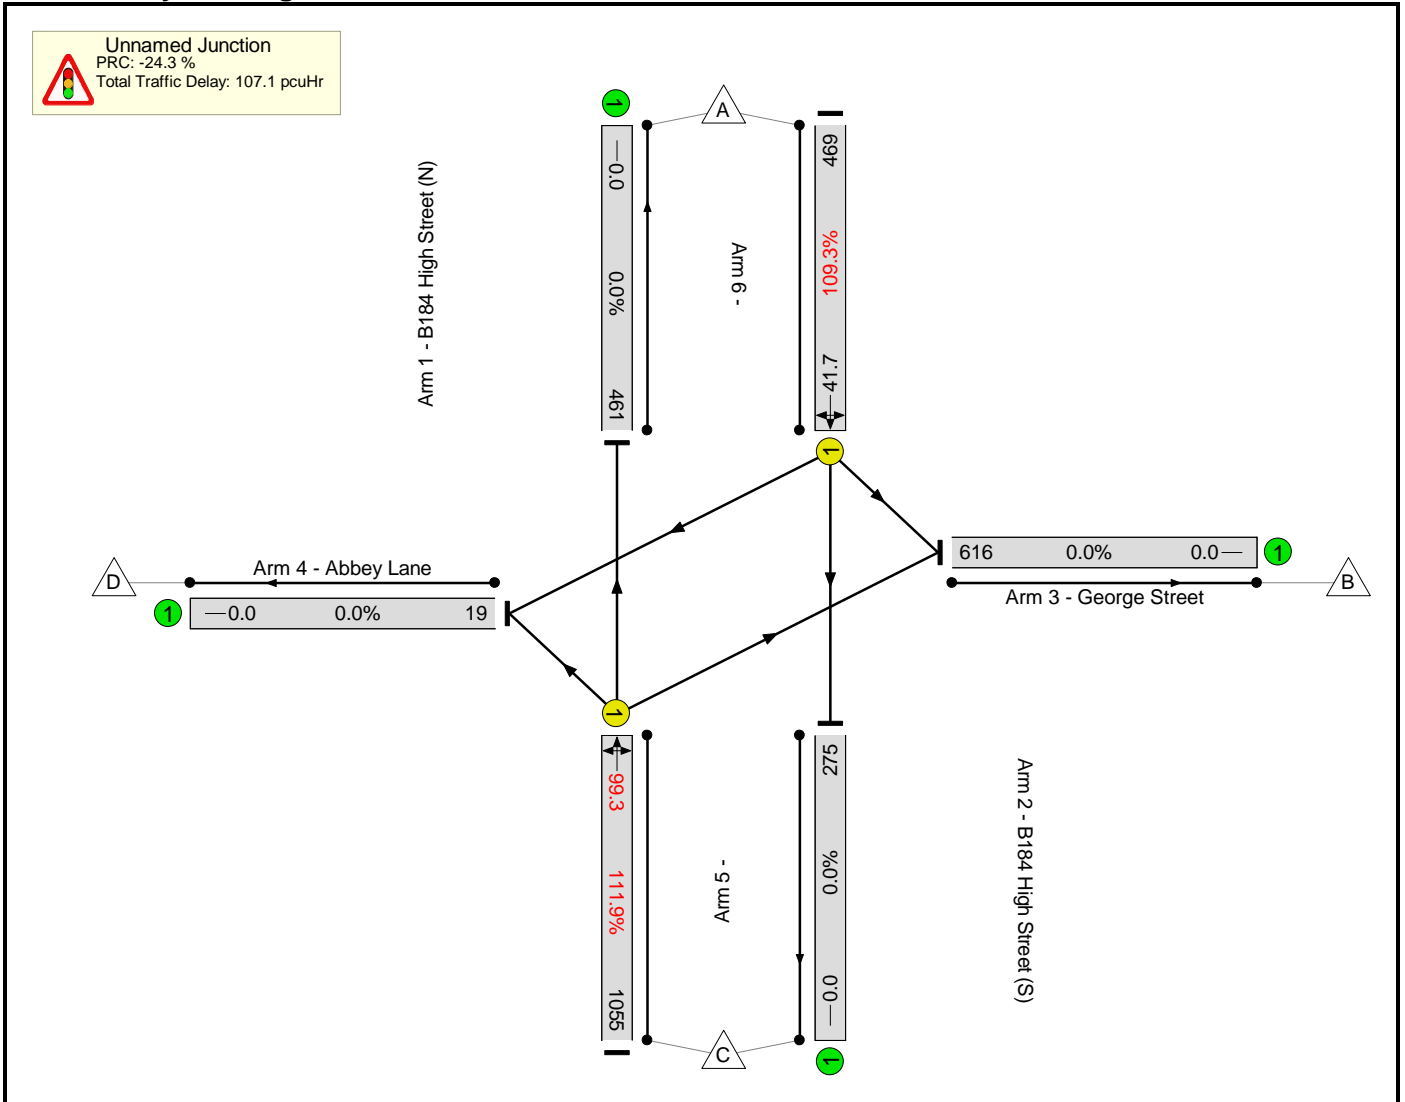 Unnamed Junction
PRC: -24.3 %
Total Traffic Delay: 107.1 pcuHr
1
A
0.0
0.0%
461
469
109.3%
41.7
Arm 6 -
Arm 1 - B184 High Street (N)
1
D
Arm 4 - Abbey Lane
1
0.0
0.0%
19
616
0.0%
0.0
1
Arm 3 - George Street
B
1
99.3
111.9%
1055
275
0.0%
0.0
Arm 5 -
Arm 2 - B184 High Street (S)
C
1